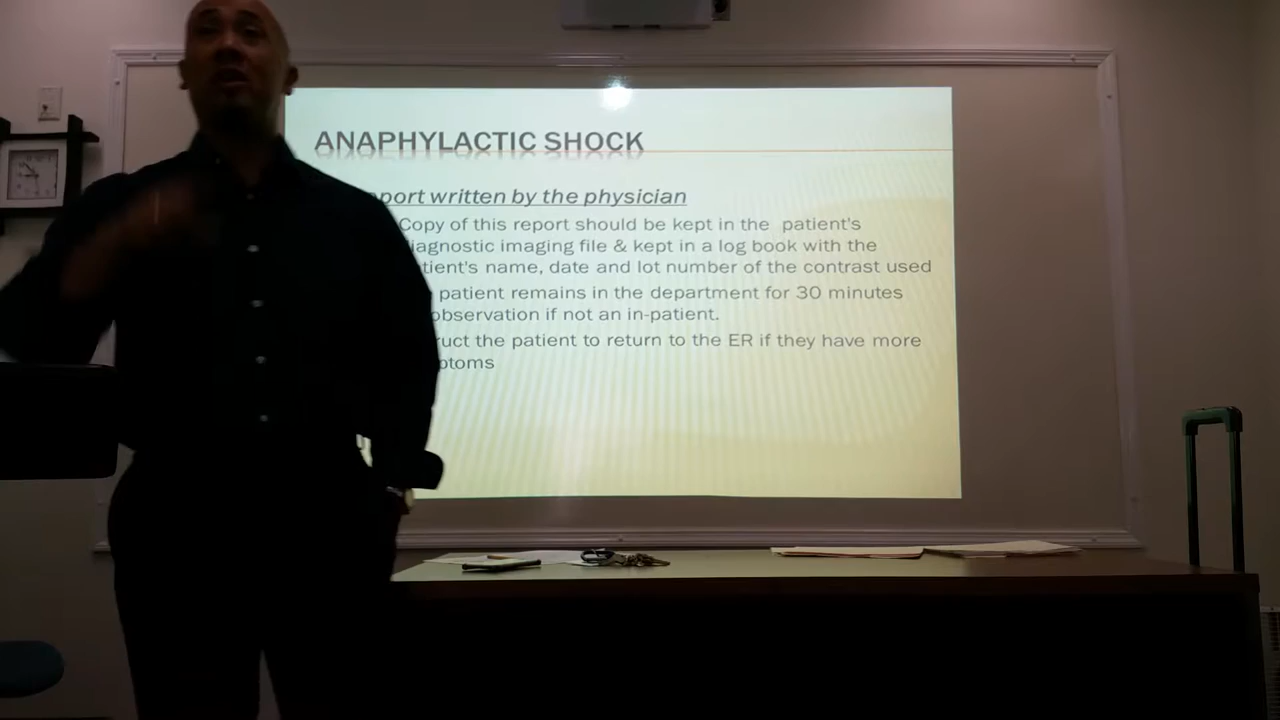 ANAPHYLACTIC SHOCK
port written by the physician
Copy of this report should be kept in the patient's
iagnostic imaging file & kept in a log book with the
tient's name, date and lot number of the contrast used
patient remains in the department for 30 minutes
observation if not an in-patient.
ruct the patient to return to the ER if they have more
ptoms